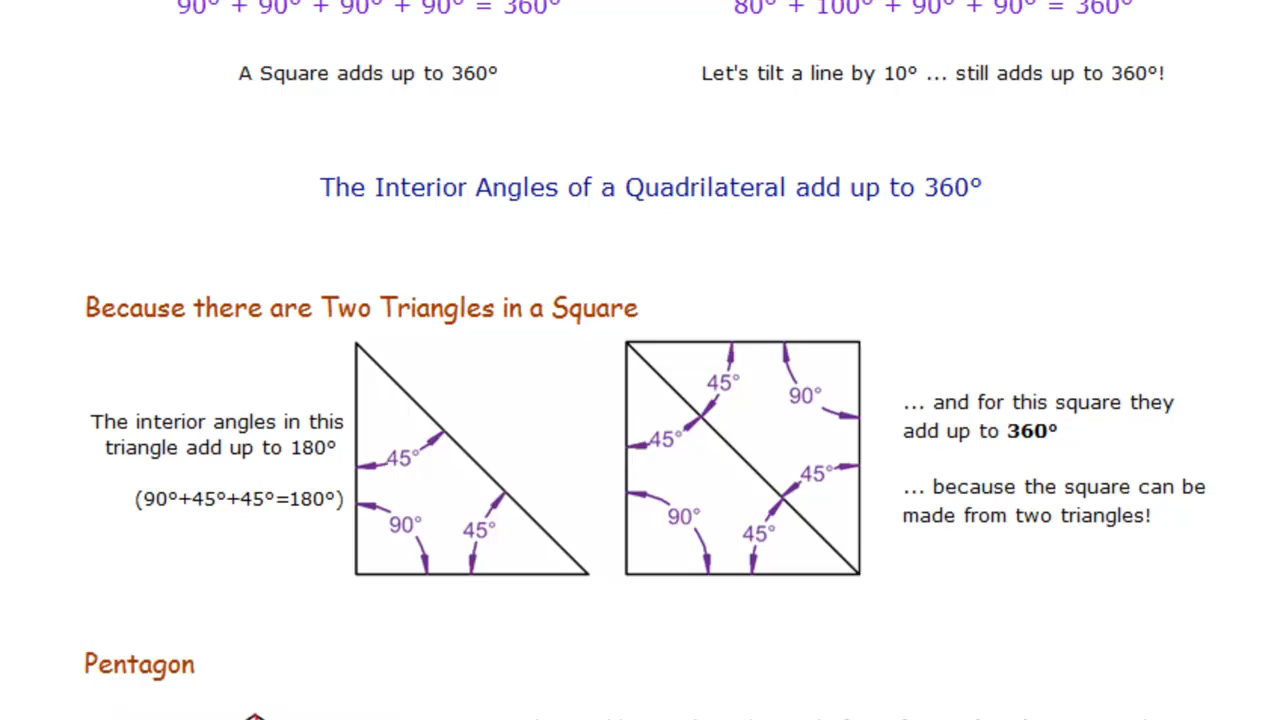 90° + 90° + 90° + 90° = 360°
80° + 100° + 90° + 90° = 360°
A Square adds up to 360°
Let's tilt a line by 10° ... still adds up to 360°!
The Interior Angles of a Quadrilateral add up to 360°
Because there are Two Triangles in a Square
The interior angles in this
triangle add up to 180°
(90°+45°+45°=180°)
45°
90°
45°
45°
90°
45°
45°
90°
45°
... and for this square they
add up to 360°
... because the square can be
made from two triangles!
Pentagon